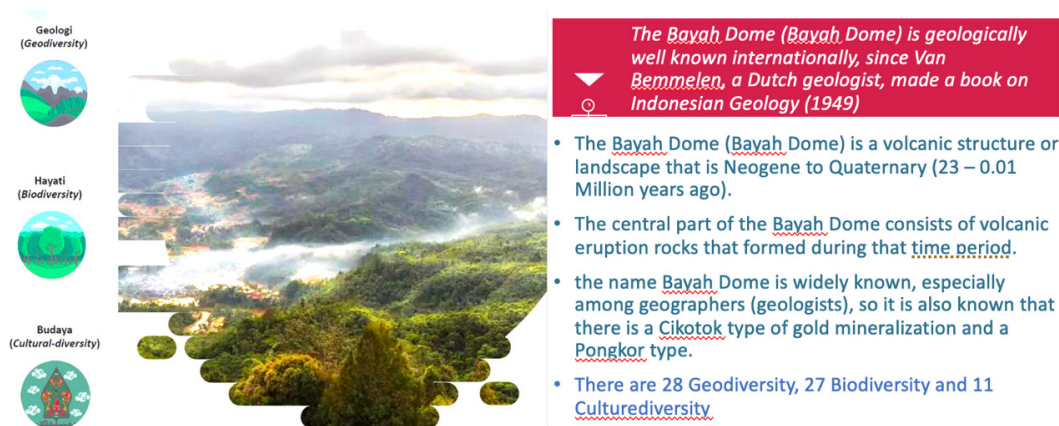 Geologi
(Geodiversity)
Hayati
(Biodiversity)
Budaya
(Cultural-diversity)
The Bayah Dome (Bayah Dome) is geologically
well known internationally, since Van
Bemmelen, a Dutch geologist, made a book on
Indonesian Geology (1949)
• The Bayah Dome (Bayah Dome) is a volcanic structure or
landscape that is Neogene to Quaternary (23 – 0.01
Million years ago).
• The central part of the Bayah Dome consists of volcanic
eruption rocks that formed during that time period.
• the name Bayah Dome is widely known, especially
among geographers (geologists), so it is also known that
there is a Cikotok type of gold mineralization and a
Pongkor type.
• There are 28 Geodiversity, 27 Biodiversity and 11
Culturediversity